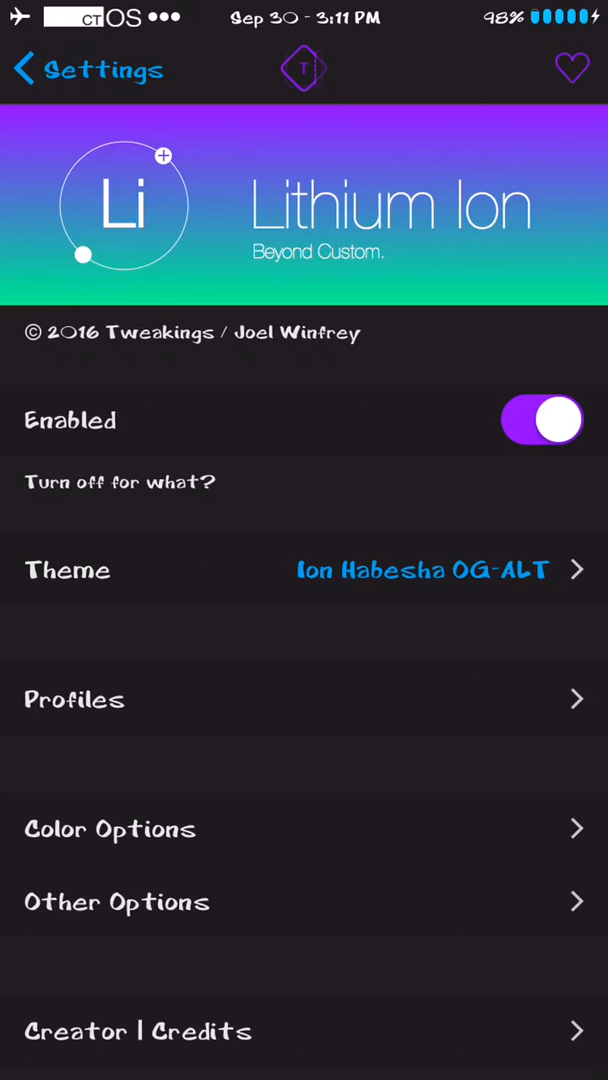 CTOS ●●● Sep 30 - 3:11 PM 98%
Settings T
Li Lithium Ion
Beyond Custom.
© 2016 Tweakings / Joel Winfrey
Enabled
Turn off for what?
Theme Ion Habesha OG-ALT
Profiles
Color Options
Other Options
Creator | Credits